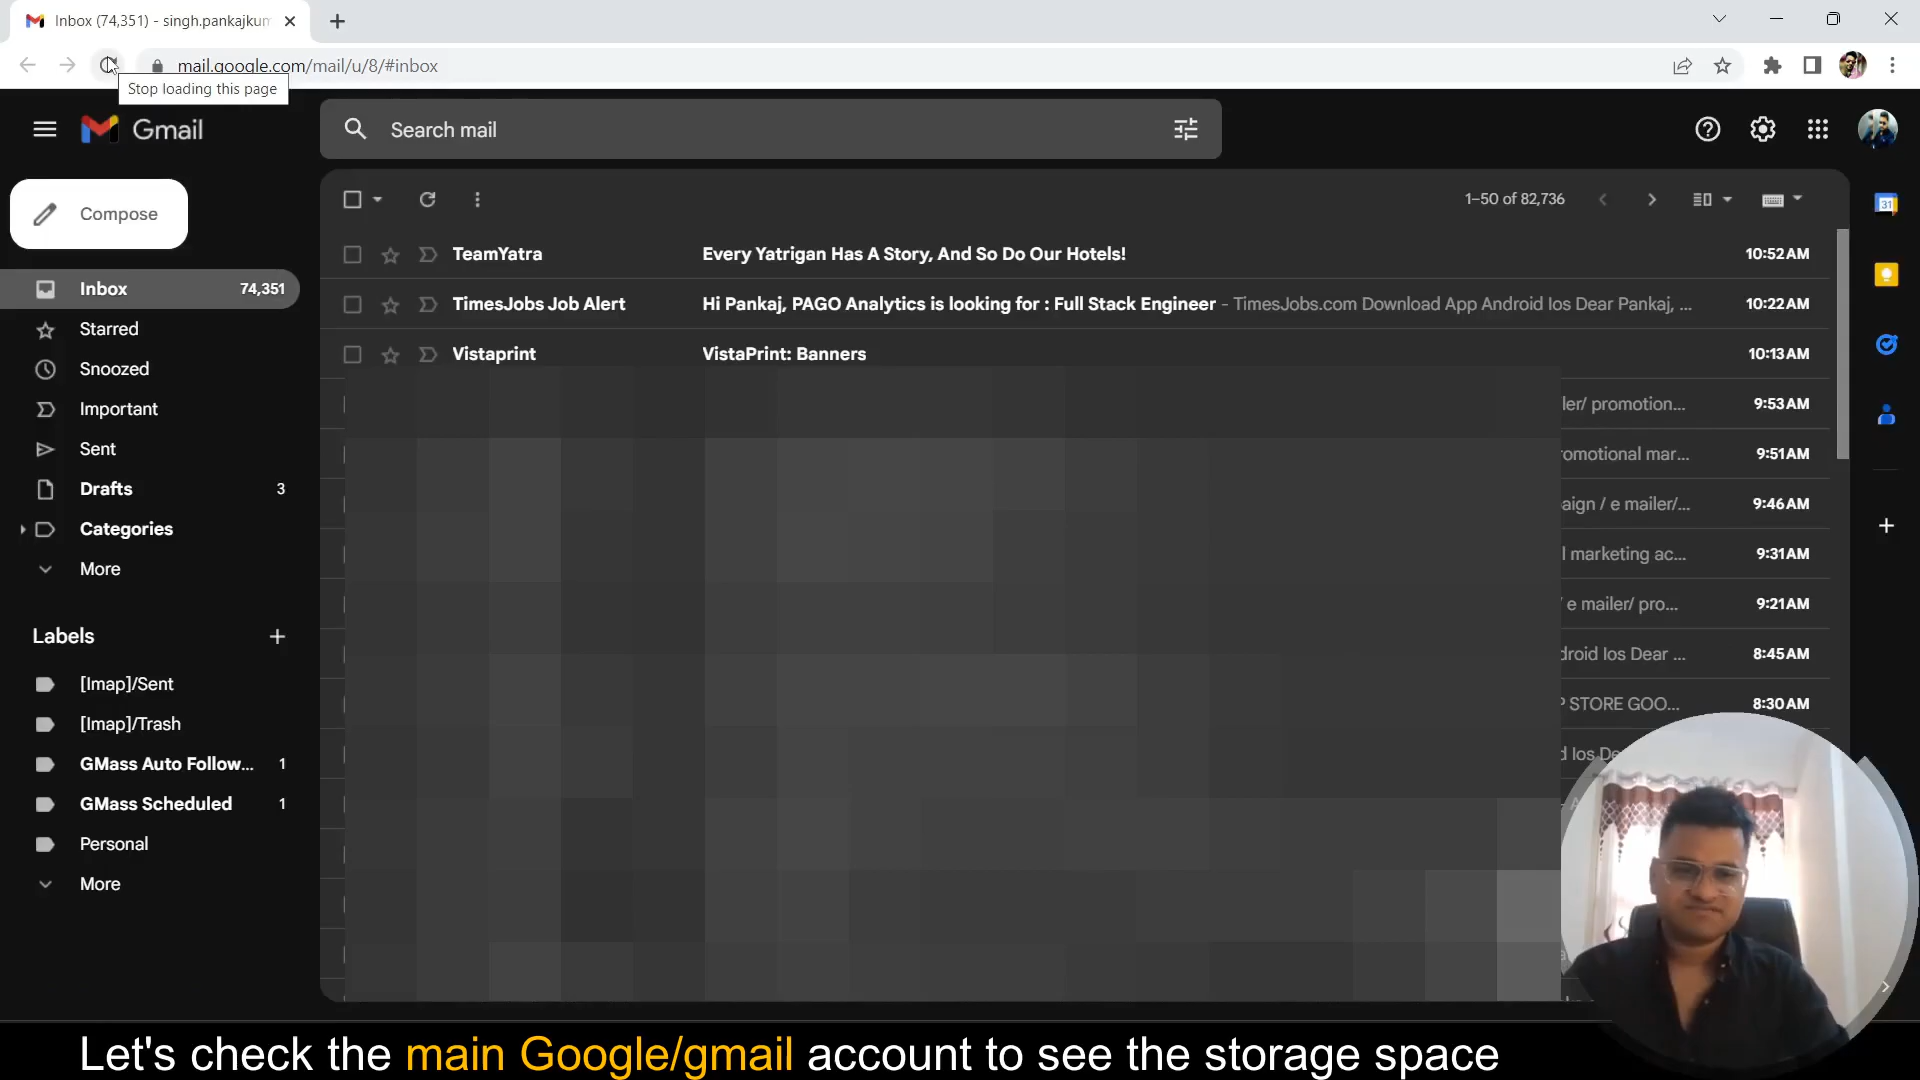 Inbox (74,351) - singh.pankajkum
mail.google.com/mail/u/8/#inbox
Stop loading this page
Gmail
Search mail
Compose
1–50 of 82,736
Inbox 74,351
Starred
Snoozed
Important
Sent
Drafts 3
Categories
More
Labels
[Imap]/Sent
[Imap]/Trash
GMass Auto Follow... 1
GMass Scheduled 1
Personal
More
TeamYatra Every Yatrigan Has A Story, And So Do Our Hotels! 10:52 AM
TimesJobs Job Alert Hi Pankaj, PAGO Analytics is looking for : Full Stack Engineer - TimesJobs.com Download App Android Ios Dear Pankaj, ... 10:22 AM
Vistaprint VistaPrint: Banners 10:13 AM
ler/ promotion... 9:53 AM
omotional mar... 9:51 AM
aign / e mailer/... 9:46 AM
l marketing ac... 9:31 AM
e mailer/ pro... 9:21 AM
droid Ios Dear ... 8:45 AM
P STORE GOO... 8:30 AM
d Ios De
31
Let's check the main Google/gmail account to see the storage space